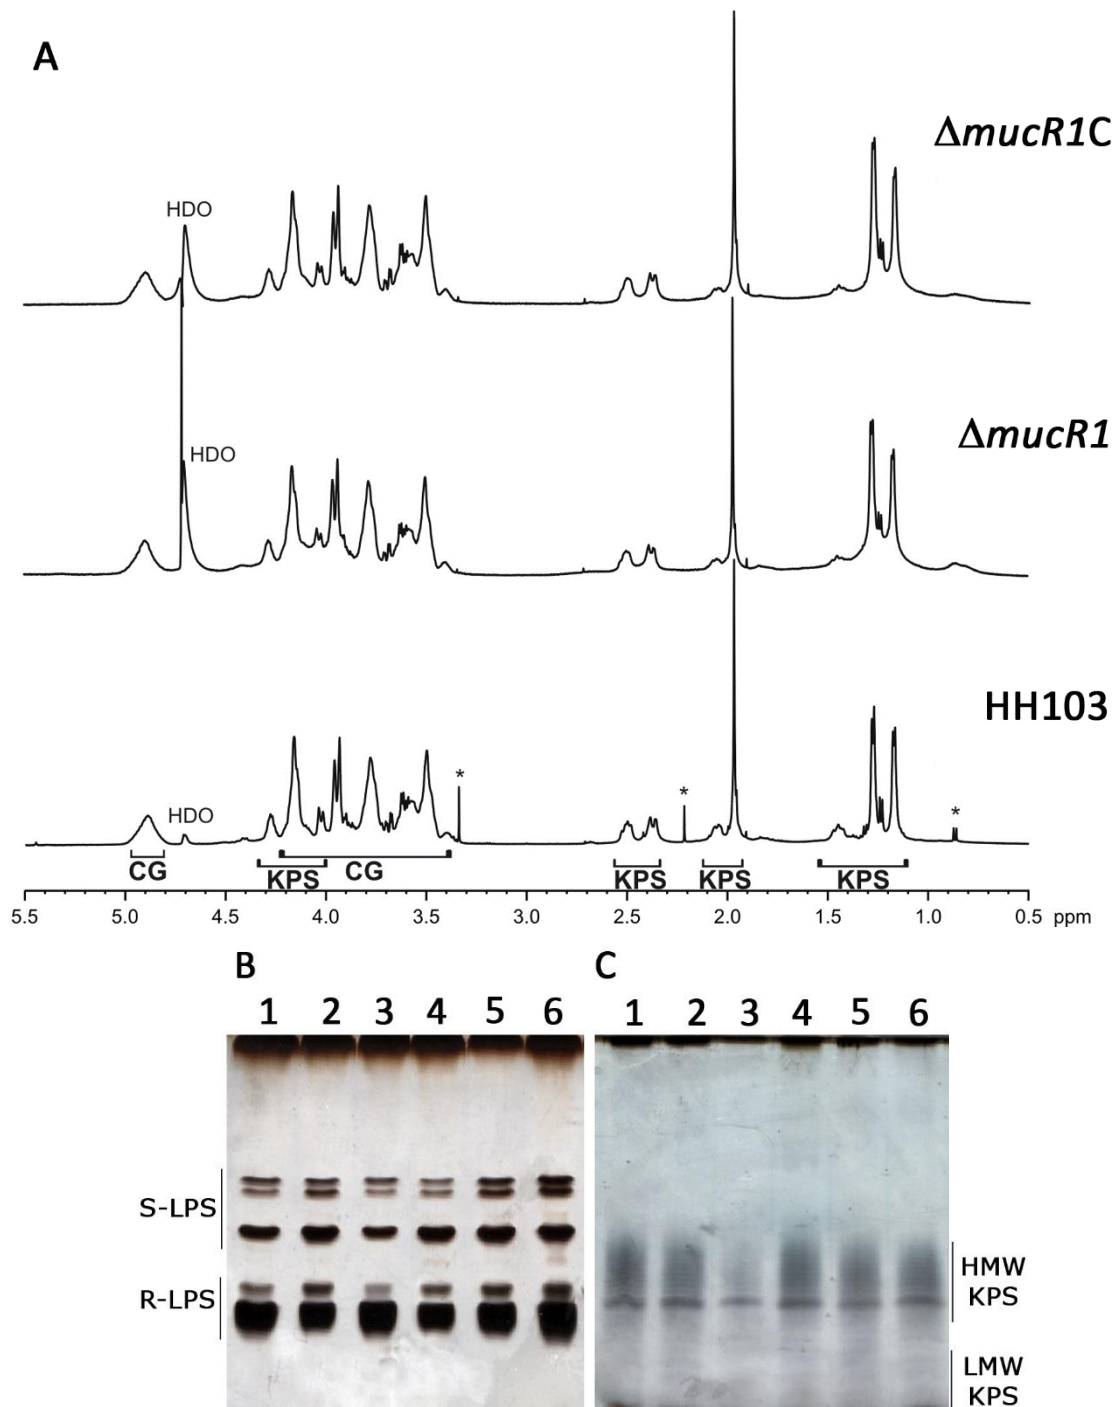 A
ΔmucR1C
HDO
ΔmucR1
HDO
HH103
*
*
*
HDO
CG
KPS
CG
KPS
KPS
KPS
5.5 5.0 4.5 4.0 3.5 3.0 2.5 2.0 1.5 1.0 0.5 ppm
B
C
1 2 3 4 5 6
1 2 3 4 5 6
S-LPS
R-LPS
HMW
KPS
LMW
KPS